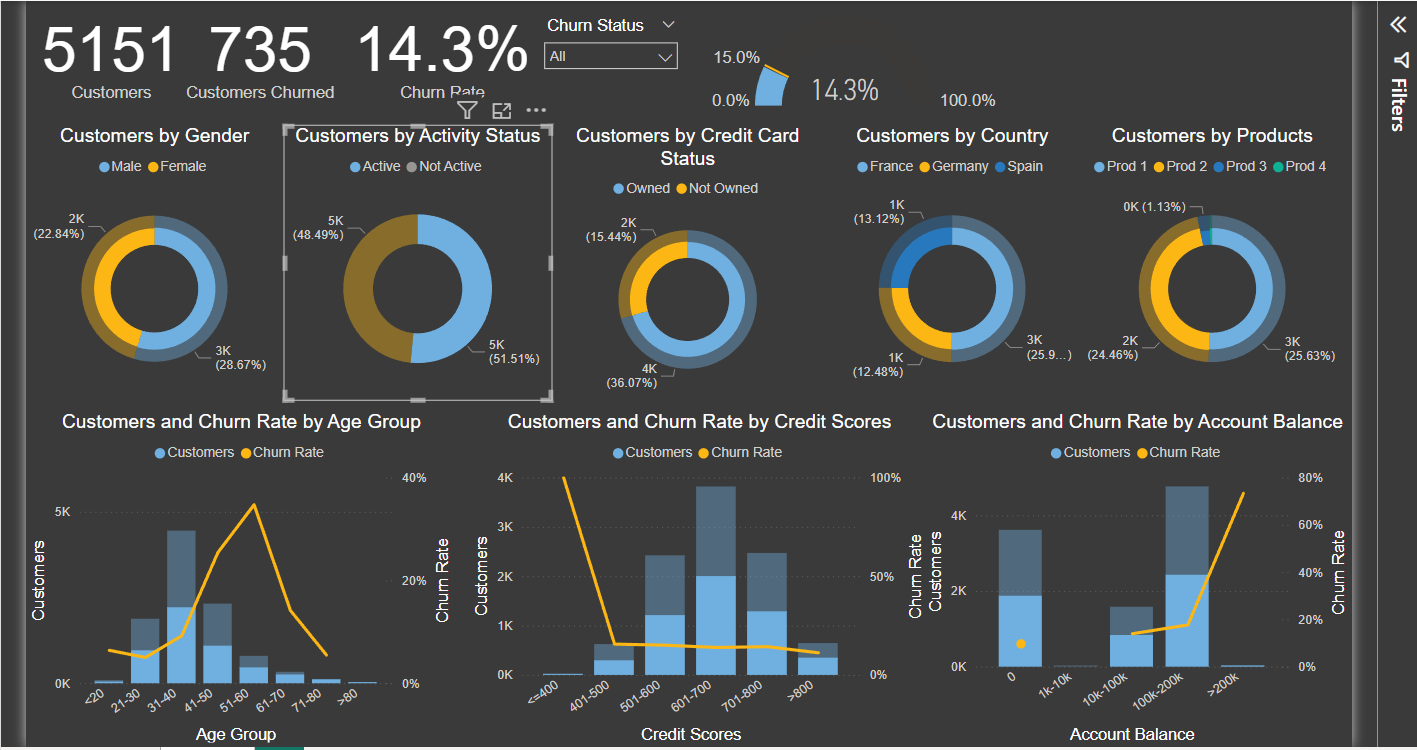 5151
Customers
735
Customers Churned
14.3%
Churn Rate
Churn Status
All
15.0%
0.0%
14.3%
100.0%
Filters
Customers by Gender
Male Female
2K
(22.84%)
3K
(28.67%)
Customers by Activity Status
Active Not Active
5K
(48.49%)
5K
(51.51%)
Customers by Credit Card
Status
Owned Not Owned
2K
(15.44%)
4K
(36.07%)
Customers by Country
France Germany Spain
1K
(13.12%)
1K
(12.48%)
3K
(25.9...)
Customers by Products
Prod 1 Prod 2 Prod 3 Prod 4
0K (1.13%)
2K
(24.46%)
3K
(25.63%)
Customers and Churn Rate by Age Group
Customers Churn Rate
5K
0K
Customers
40%
20%
0%
Churn Rate
<20
21-30
31-40
41-50
51-60
61-70
71-80
>80
Age Group
Customers and Churn Rate by Credit Scores
Customers Churn Rate
4K
3K
2K
1K
0K
Customers
100%
50%
0%
Churn Rate
<=400
401-500
501-600
601-700
701-800
>800
Credit Scores
Customers and Churn Rate by Account Balance
Customers Churn Rate
4K
2K
0K
Customers
80%
60%
40%
20%
0%
Churn Rate
0
1k-10k
10k-100k
100k-200k
>200k
Account Balance